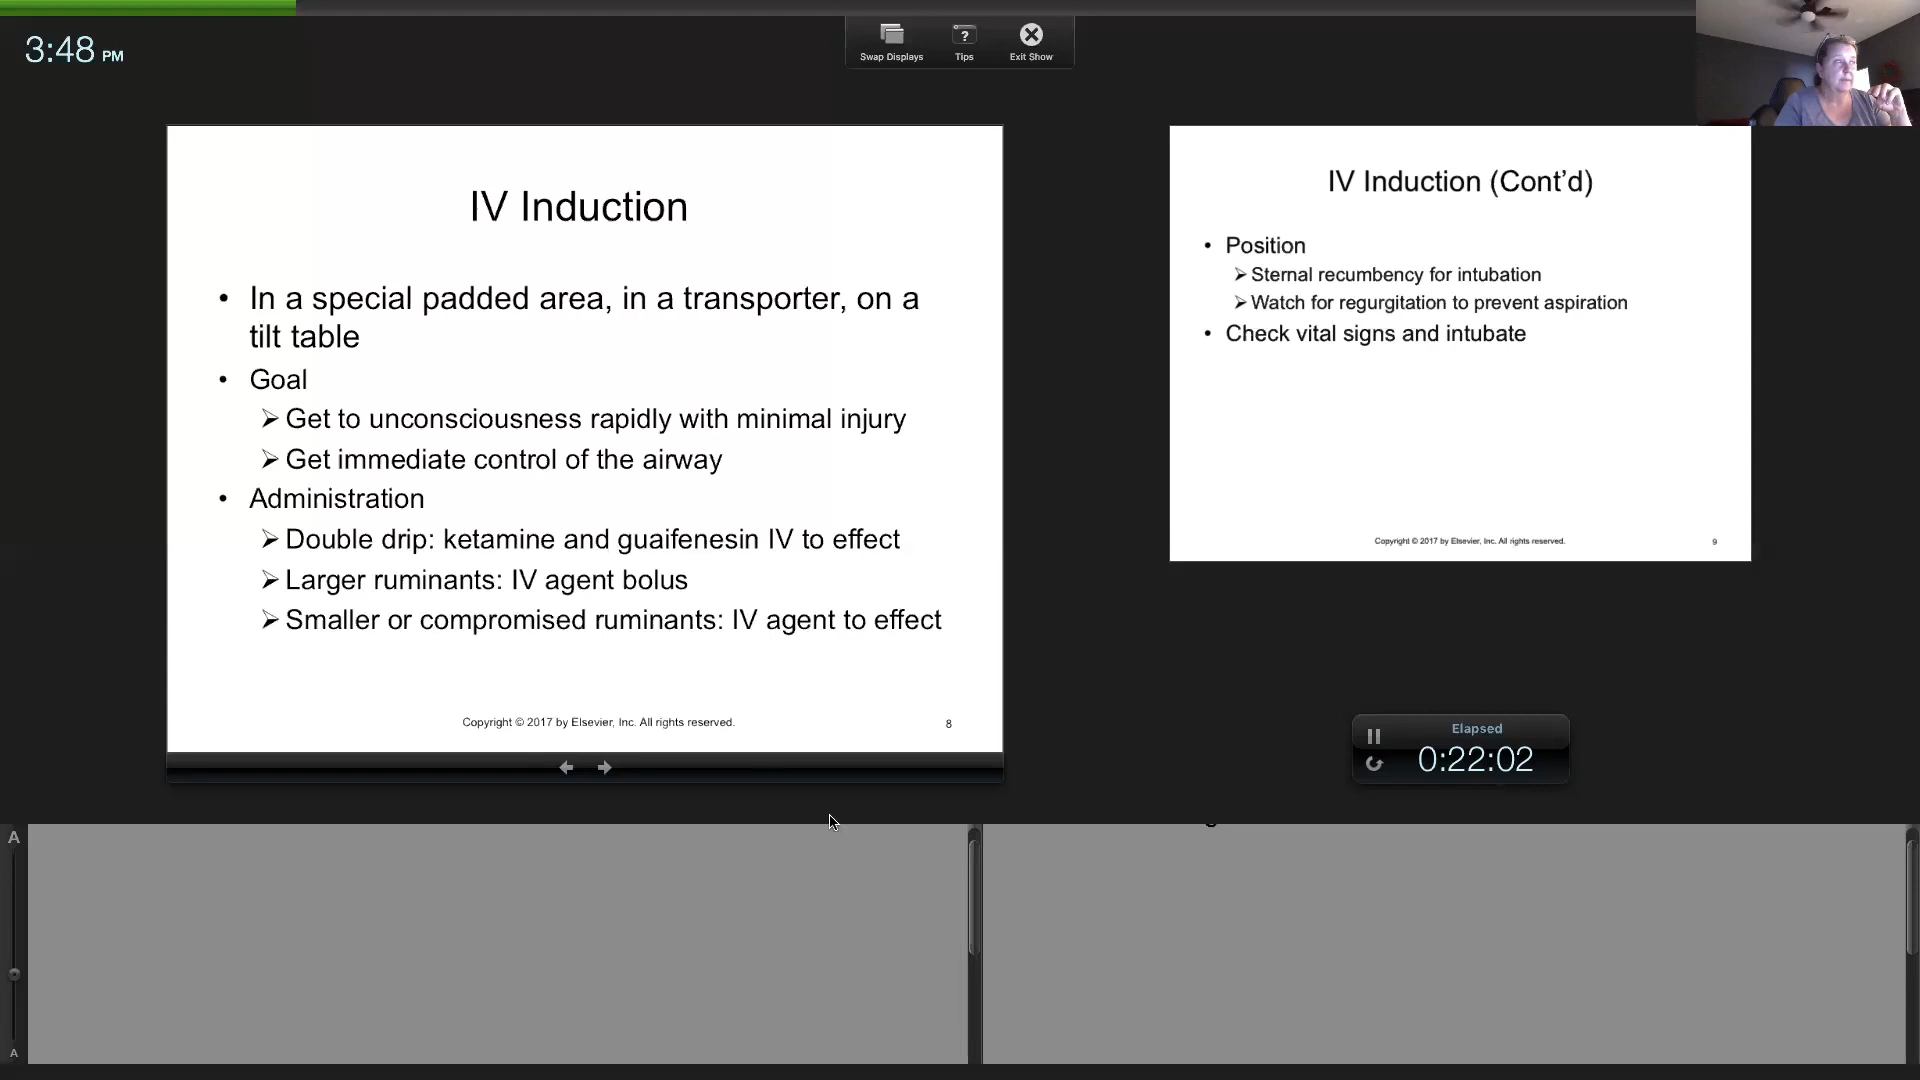 3:48 PM
Swap Displays
Tips
Exit Show
IV Induction
• In a special padded area, in a transporter, on a
tilt table
• Goal
➢ Get to unconsciousness rapidly with minimal injury
➢ Get immediate control of the airway
• Administration
➢ Double drip: ketamine and guaifenesin IV to effect
➢ Larger ruminants: IV agent bolus
➢ Smaller or compromised ruminants: IV agent to effect
Copyright © 2017 by Elsevier, Inc. All rights reserved.
8
IV Induction (Cont’d)
• Position
➢ Sternal recumbency for intubation
➢ Watch for regurgitation to prevent aspiration
• Check vital signs and intubate
Copyright © 2017 by Elsevier, Inc. All rights reserved.
9
Elapsed
0:22:02
A
A